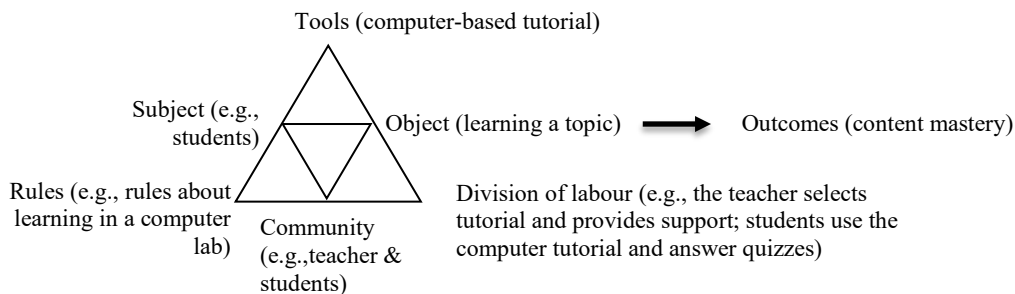 Tools (computer-based tutorial)
Subject (e.g.,
students)
Object (learning a topic)
Outcomes (content mastery)
Rules (e.g., rules about
learning in a computer
lab)
Community
(e.g.,teacher &
students)
Division of labour (e.g., the teacher selects
tutorial and provides support; students use the
computer tutorial and answer quizzes)